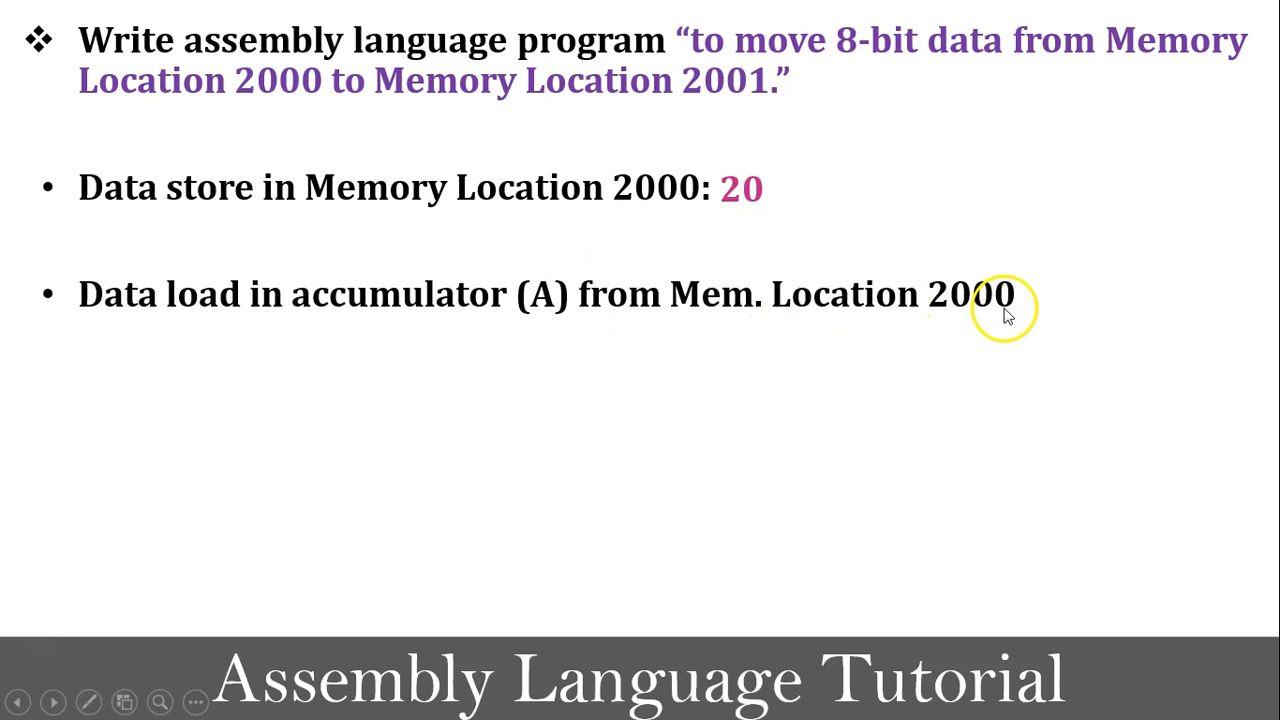 ❖ Write assembly language program “to move 8-bit data from Memory
Location 2000 to Memory Location 2001.”
• Data store in Memory Location 2000: 20
• Data load in accumulator (A) from Mem. Location 2000
Assembly Language Tutorial